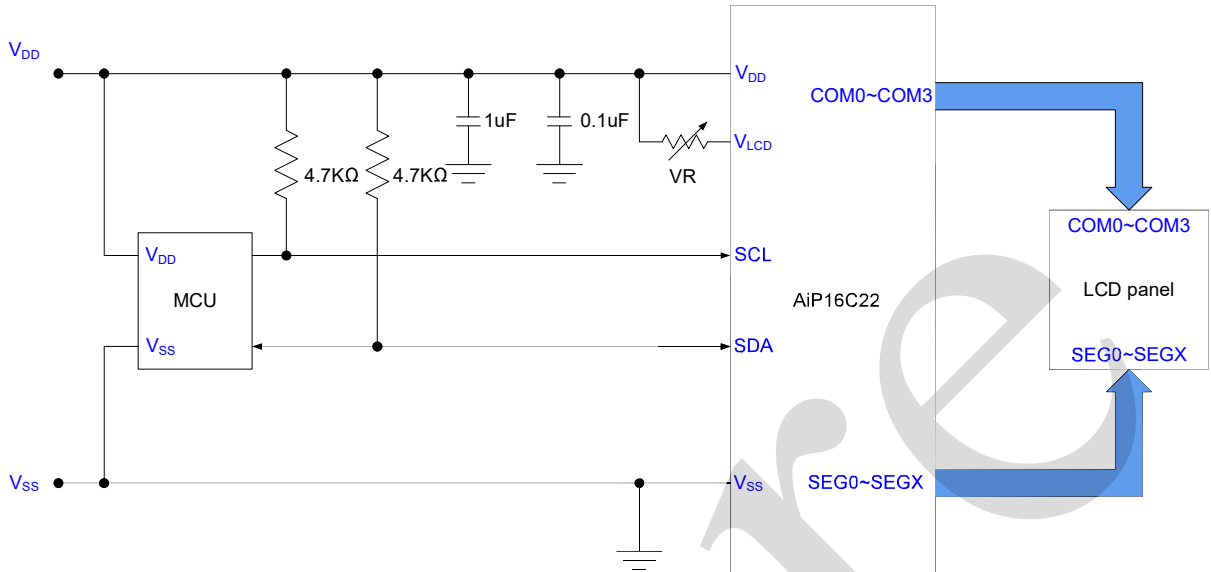 VDD
VDD
COM0~COM3
1uF
0.1uF
VLCD
4.7KΩ
4.7KΩ
VR
COM0~COM3
VDD
SCL
MCU
AiP16C22
LCD panel
VSS
SDA
SEG0~SEGX
VSS
VSS
SEG0~SEGX
re